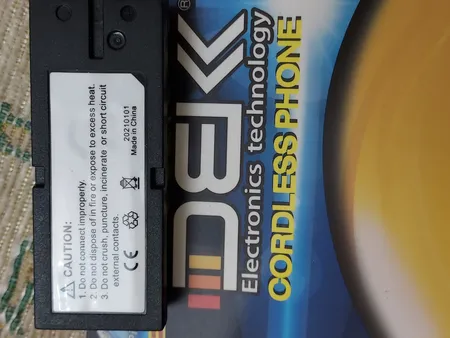 ⚠ CAUTION:
1. Do not connect improperly.
2. Do not dispose of in fire or expose to excess heat.
3. Do not crush, puncture, incinerate or short circuit
external contacts.
CE
20210101
Made in China
DBK®
Electronics technology
CORDLESS PHONE